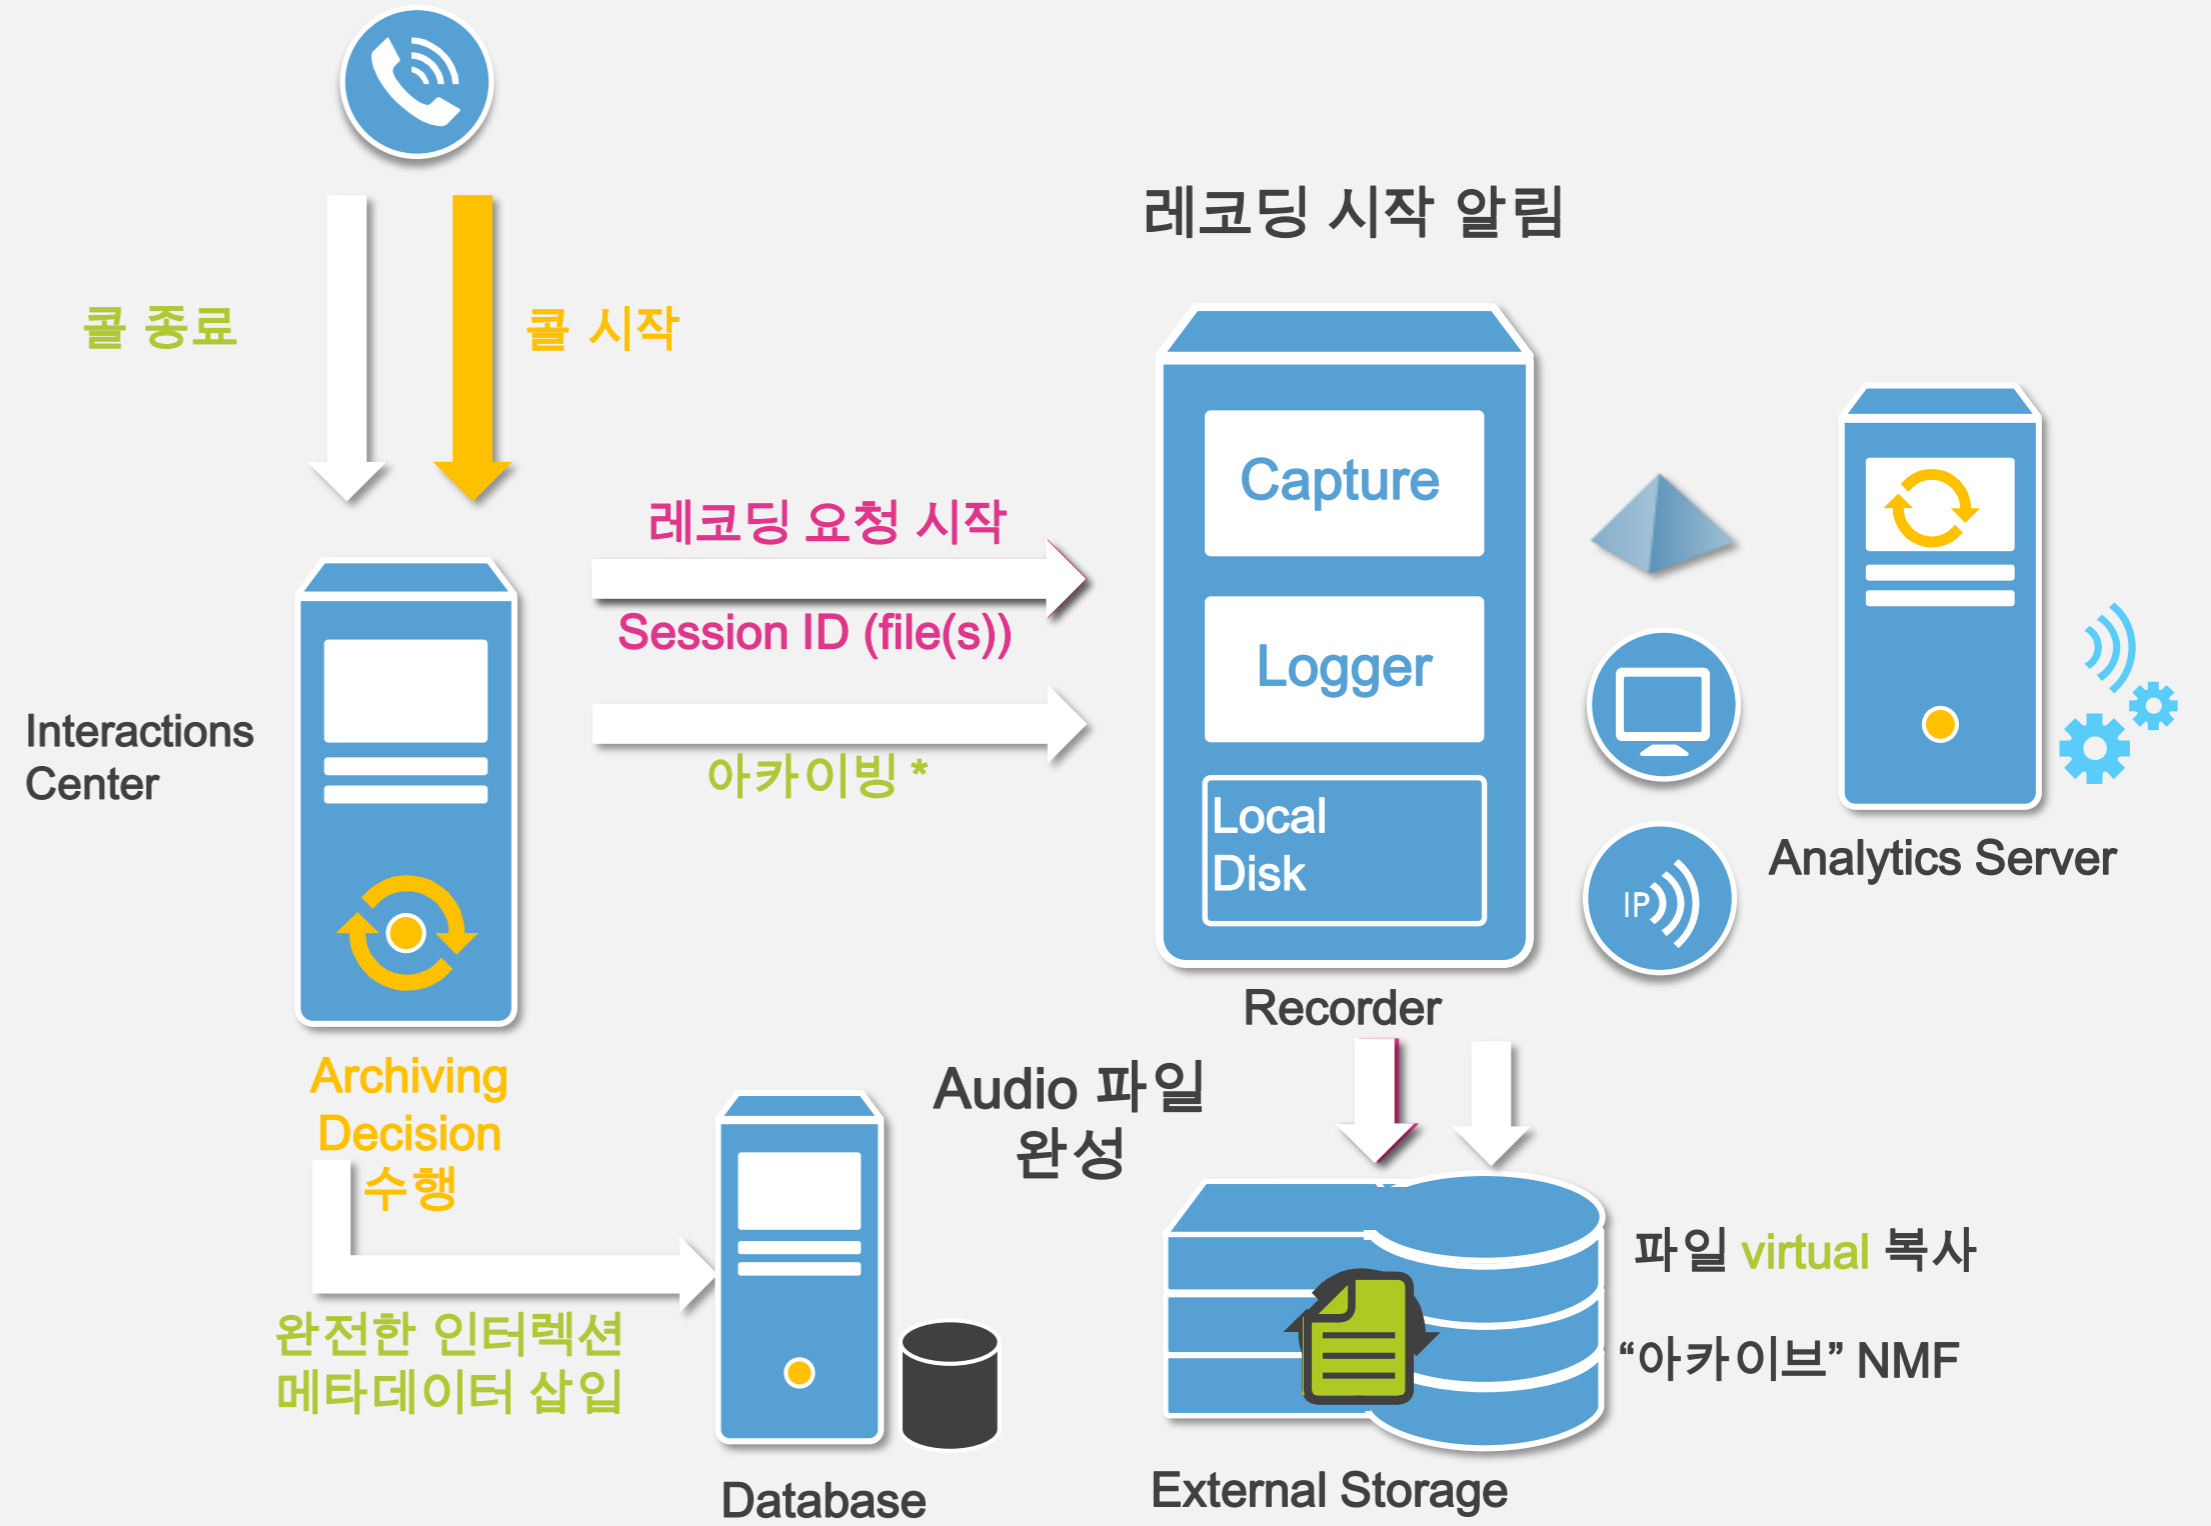 레코딩 시작 알림
콜 종료
콜 시작
레코딩 요청 시작
Session ID (file(s))
아카이빙 *
Interactions
Center
Archiving
Decision
수행
완전한 인터렉션
메타데이터 삽입
Database
Capture
Logger
Local
Disk
Recorder
IP
Analytics Server
Audio 파일
완성
파일 virtual 복사
“아카이브” NMF
External Storage